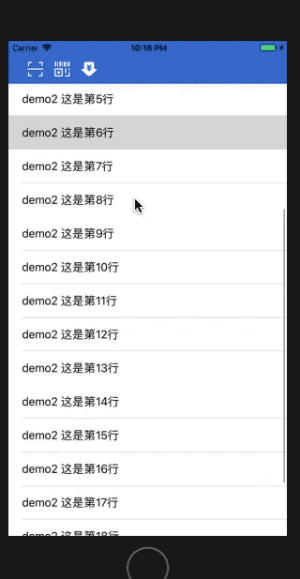 Carrier 10:16 PM
demo2 这是第5行
demo2 这是第6行
demo2 这是第7行
demo2 这是第8行
demo2 这是第9行
demo2 这是第10行
demo2 这是第11行
demo2 这是第12行
demo2 这是第13行
demo2 这是第14行
demo2 这是第15行
demo2 这是第16行
demo2 这是第17行
demo2 这是第18行